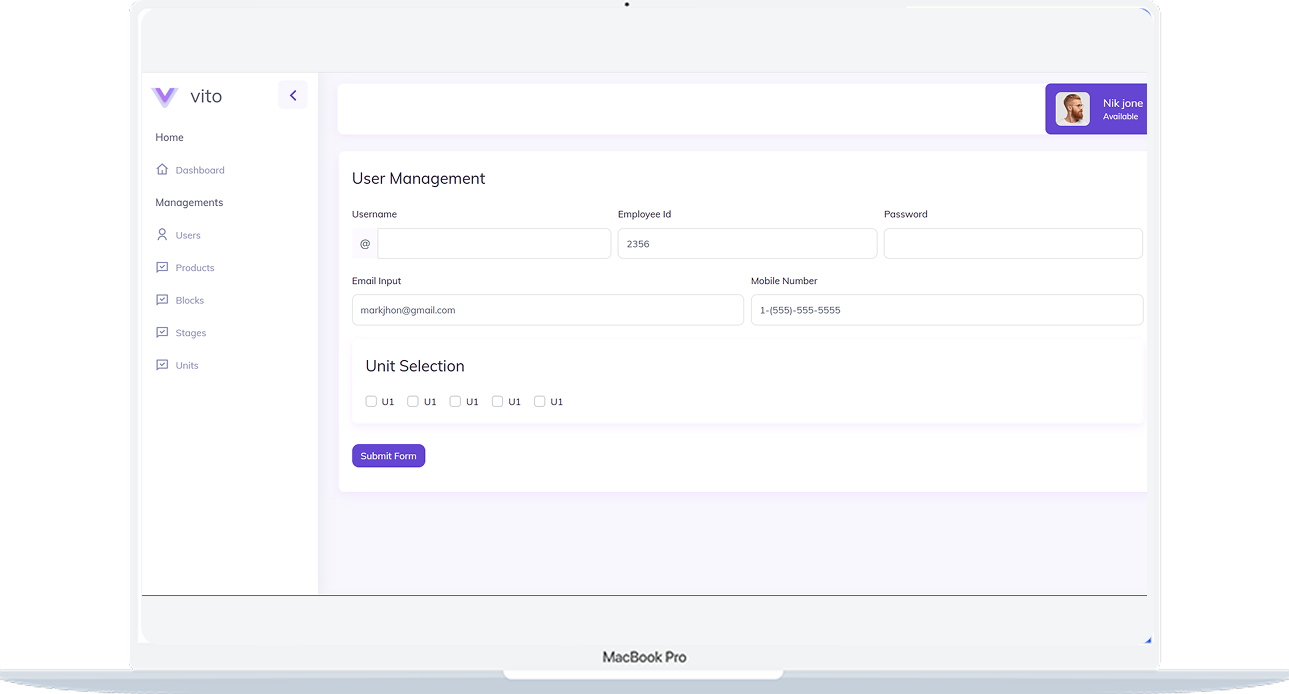 vito
Nik jone
Available
Home
Dashboard
Managements
Users
Products
Blocks
Stages
Units
User Management
Username Employee Id Password
@ 2356
Email Input Mobile Number
markjhon@gmail.com 1-(555)-555-5555
Unit Selection
U1 U1 U1 U1 U1
Submit Form
MacBook Pro